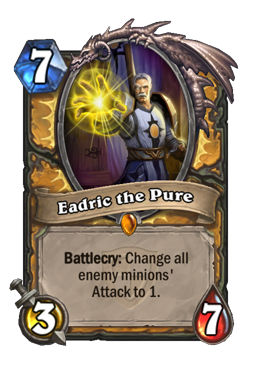 7
Eadric the Pure
Battlecry: Change all
enemy minions'
Attack to 1.
3
7